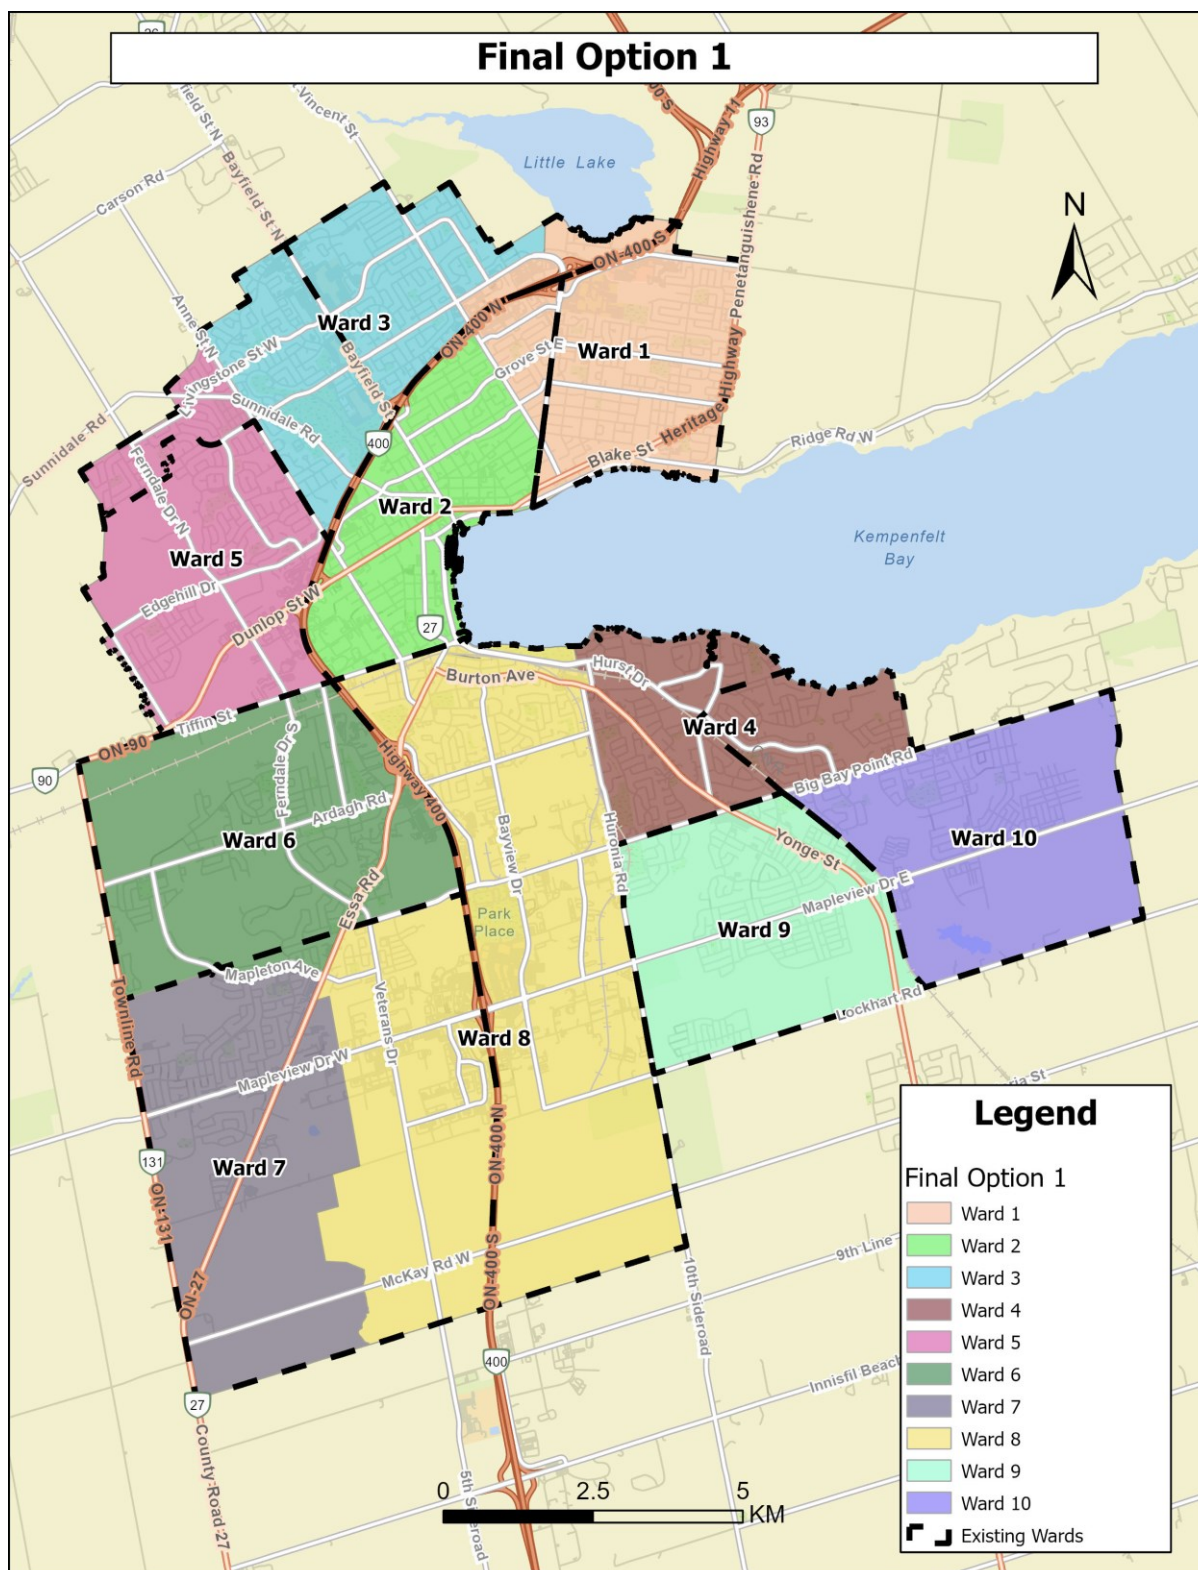 Final Option 1
26
field St N
t Vincent St
00 S
Highway 11
93
Little Lake
Carson Rd
Bayfield St N
ON-400 S
Penetanguishene Rd
N
Anne St N
Ward 3
ON-400 N
Livingstone St W
Bayfield St
Grove St E
Ward 1
Heritage Highway
Sunnidale Rd
Sunnidale Rd
400
Blake St
Ridge Rd W
Ferndale Dr N
Ward 2
Kempenfelt
Bay
Ward 5
Edgehill Dr
Dunlop St W
27
Hurst Dr
Burton Ave
Tiffin St
Ward 4
ON-90
90
Ferndale Dr S
Highway 400
Big Bay Point Rd
Ardagh Rd
Ward 6
Bayview Dr
Huronia Rd
Yonge St
Ward 10
Essa Rd
Mapleview Dr E
Park
Place
Ward 9
Mapleton Ave
Townline Rd
Veterans Dr
Lockhart Rd
Ward 8
Mapleview Dr W
ria St
ON-400 N
131
Ward 7
ON-131
ON-400 S
McKay Rd W
9th Line
ON-27
10th Sideroad
400
27
Innisfil Beach
County Road 27
5th Sideroad
0 2.5 5
KM
Legend
Final Option 1
Ward 1
Ward 2
Ward 3
Ward 4
Ward 5
Ward 6
Ward 7
Ward 8
Ward 9
Ward 10
Existing Wards